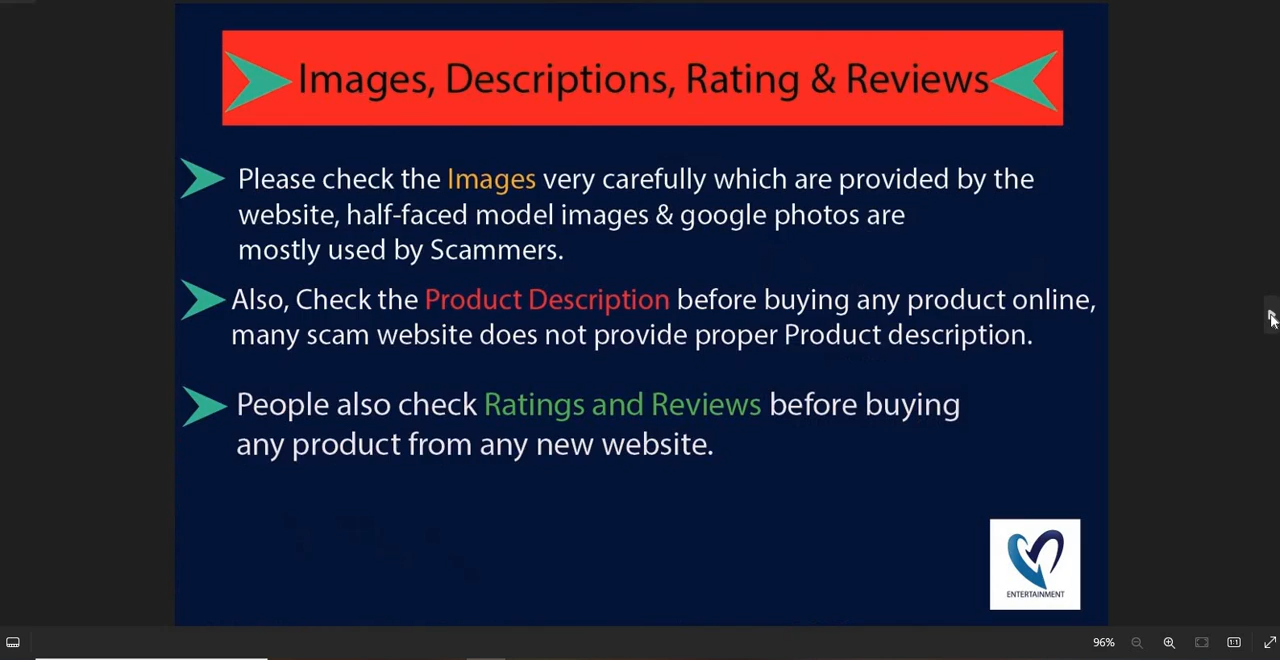 Images, Descriptions, Rating & Reviews
Please check the Images very carefully which are provided by the
website, half-faced model images & google photos are
mostly used by Scammers.
Also, Check the Product Description before buying any product online,
many scam website does not provide proper Product description.
People also check Ratings and Reviews before buying
any product from any new website.
ENTERTAINMENT
96%
1:1